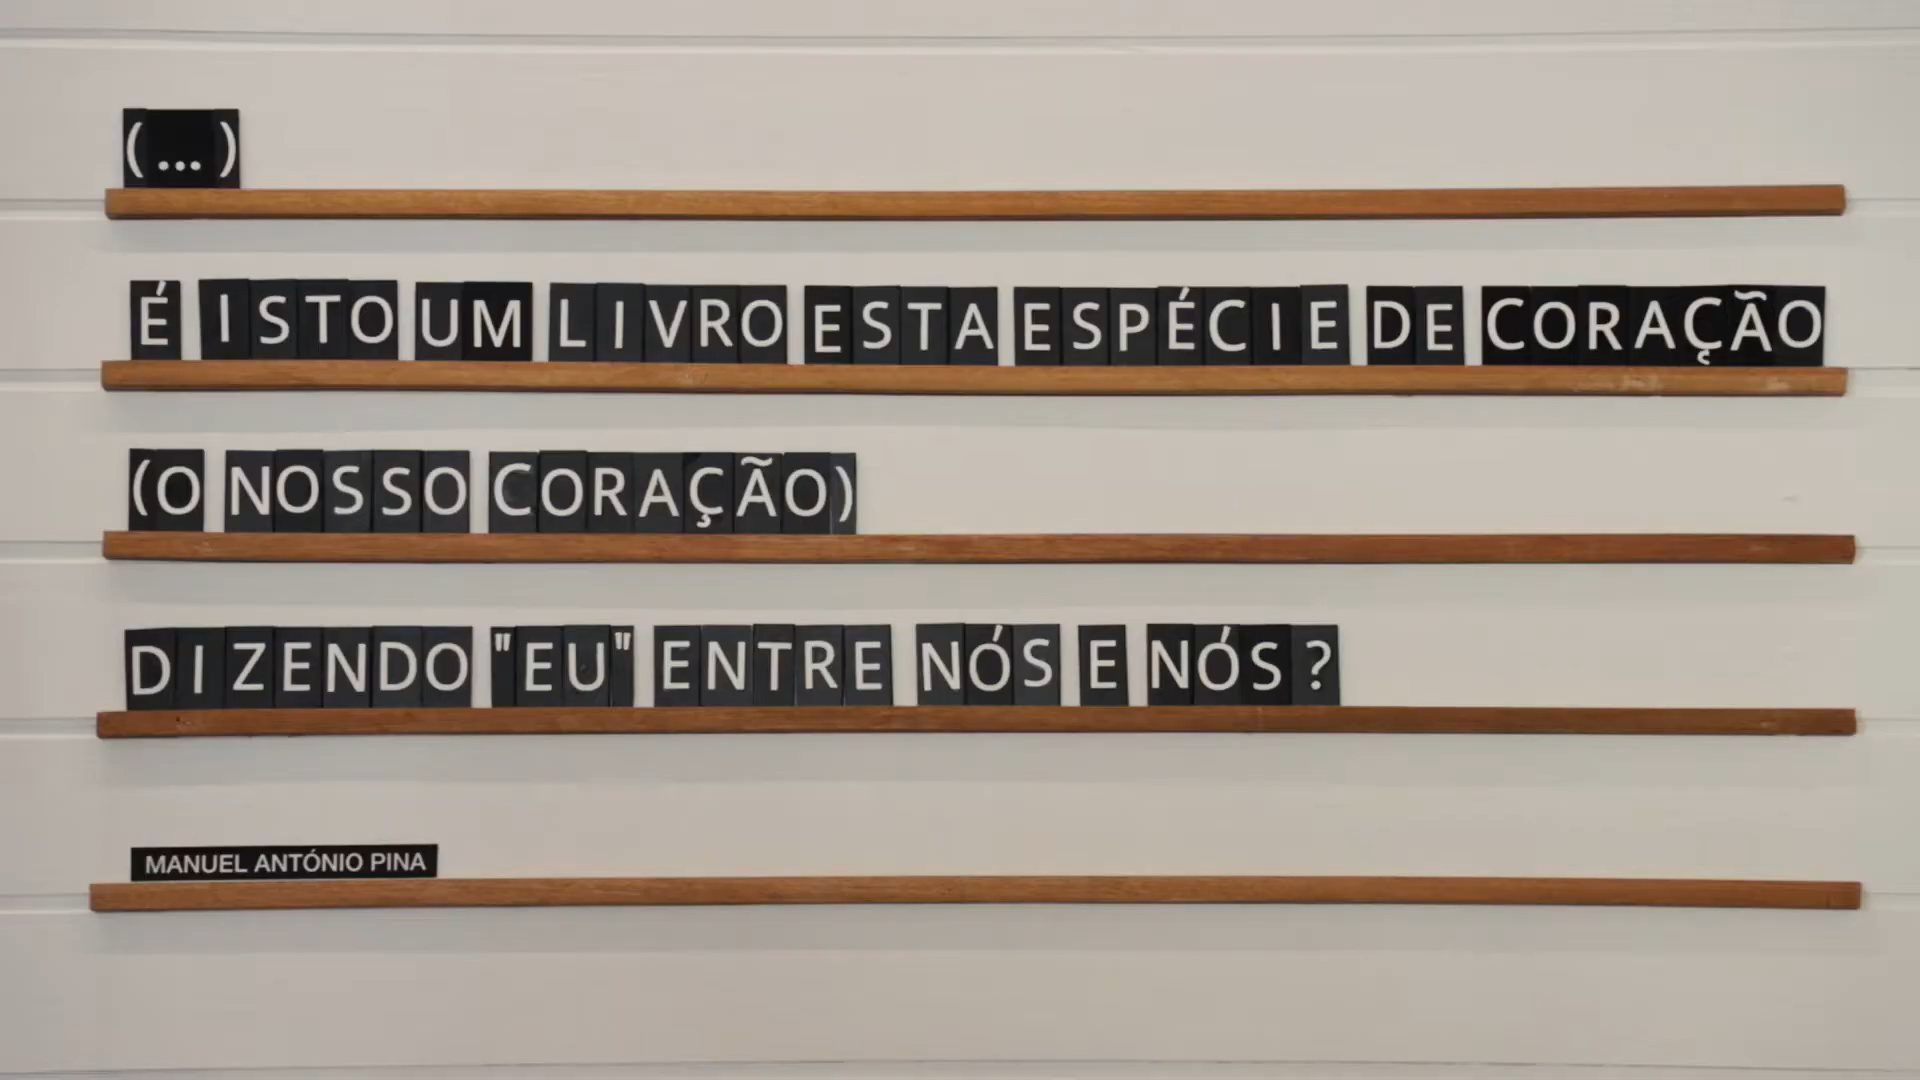 (...)
É ISTO UM LIVRO ESTA ESPÉCIE DE CORAÇÃO
(O NOSSO CORAÇÃO)
DIZENDO "EU" ENTRE NÓS E NÓS?
MANUEL ANTÓNIO PINA